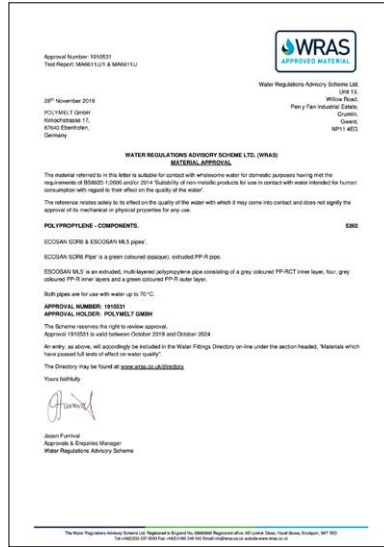 Approval Number: 1910531
Test Report: MA6611U/1 & MA6611/J
WRAS
APPROVED MATERIAL
Water Regulations Advisory Scheme Ltd.
Unit 13,
Willow Road,
Pen y Fan Industrial Estate,
Crumlin,
Gwent,
NP11 4EG
28th November 2019
POLYMELT GMBH
87640 Ebenhofen,
Germany
WATER REGULATIONS ADVISORY SCHEME LTD. (WRAS)
MATERIAL APPROVAL
The material referred to in this letter is suitable for contact with wholesome water for domestic purposes having met the
requirements of BS6920-1:2000 and/or 2014 'Suitability of non-metallic products for use in contact with water intended for human
consumption with regard to their effect on the quality of the water'.
The reference relates solely to its effect on the quality of the water with which it may come into contact and does not signify the
approval of its mechanical or physical properties for any use.
POLYPROPYLENE - COMPONENTS. 5260
ECOSAN SDR6 & ESCOSAN ML5 pipes'.
ECOSAN SDR6 Pipe' is a green coloured (opaque), extruded PP-R pipe.
ESCOSAN ML5' is an extruded, multi-layered polypropylene pipe consisting of a grey coloured PP-RCT inner layer, four, grey
coloured PP-R inner layers and a green coloured PP-R outer layer.
Both pipes are for use with water up to 70°C.
APPROVAL NUMBER: 1910531
APPROVAL HOLDER: POLYMELT GMBH
The Scheme reserves the right to review approval.
Approval 1910531 is valid between October 2019 and October 2024
An entry, as above, will accordingly be included in the Water Fittings Directory on-line under the section headed, "Materials which
have passed full tests of effect on water quality".
The Directory may be found at: www.wras.co.uk/directory
Yours faithfully
Jason Furnival
Approvals & Enquiries Manager
Water Regulations Advisory Scheme